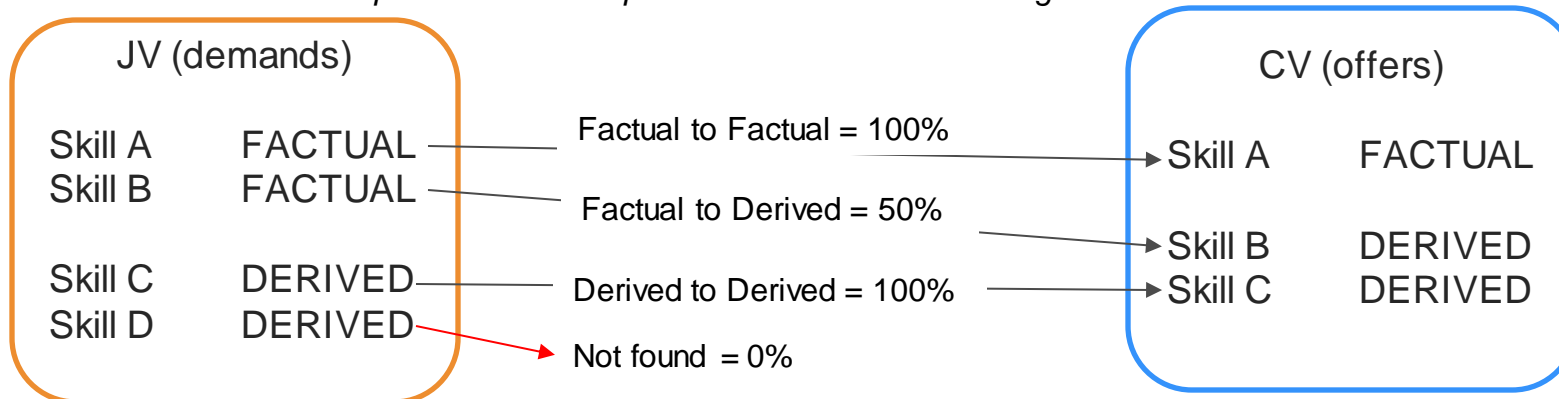 JV (demands)
Skill A FACTUAL
Skill B FACTUAL
Skill C DERIVED
Skill D DERIVED
Factual to Factual = 100%
Factual to Derived = 50%
Derived to Derived = 100%
Not found = 0%
CV (offers)
Skill A FACTUAL
Skill B DERIVED
Skill C DERIVED